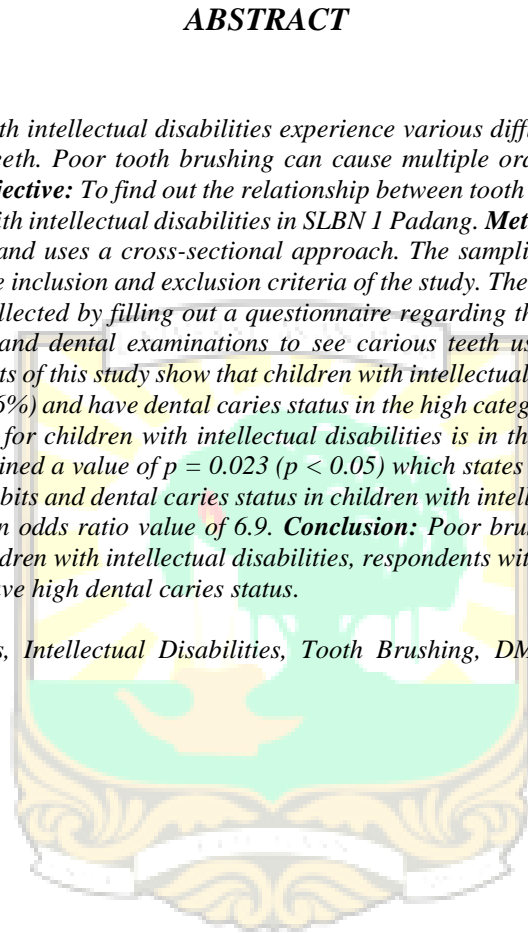 ABSTRACT
th intellectual disabilities experience various diffi
eeth. Poor tooth brushing can cause multiple ora
jective: To find out the relationship between tooth
ith intellectual disabilities in SLBN 1 Padang. Met
and uses a cross-sectional approach. The sampli
e inclusion and exclusion criteria of the study. The
llected by filling out a questionnaire regarding th
and dental examinations to see carious teeth us
ts of this study show that children with intellectual
6%) and have dental caries status in the high categ
for children with intellectual disabilities is in th
ined a value of p = 0.023 (p < 0.05) which states
bits and dental caries status in children with intell
n odds ratio value of 6.9. Conclusion: Poor brus
dren with intellectual disabilities, respondents wit
ve high dental caries status.
s, Intellectual Disabilities, Tooth Brushing, DM